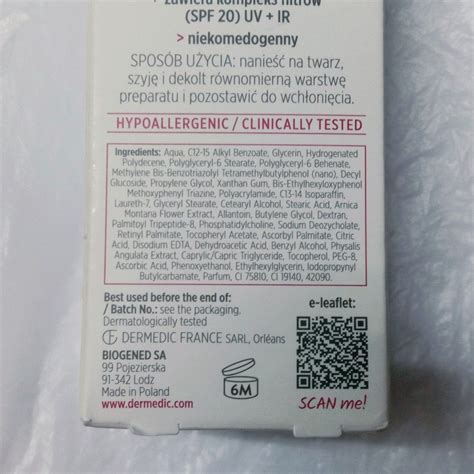 + zawiera kompleks filtrów
(SPF 20) UV + IR
> niekomedogenny
SPOSÓB UŻYCIA: nanieść na twarz,
szyję i dekolt równomierną warstwę
preparatu i pozostawić do wchłonięcia.
HYPOALLERGENIC / CLINICALLY TESTED
Ingredients: Aqua, C12-15 Alkyl Benzoate, Glycerin, Hydrogenated
Polydecene, Polyglyceryl-6 Stearate, Polyglyceryl-6 Behenate,
Methylene Bis-Benzotriazolyl Tetramethylbutylphenol (nano), Decyl
Glucoside, Propylene Glycol, Xanthan Gum, Bis-Ethylhexyloxyphenol
Methoxyphenyl Triazine, Polyacrylamide, C13-14 Isoparaffin,
Laureth-7, Glyceryl Stearate, Cetearyl Alcohol, Stearic Acid, Arnica
Montana Flower Extract, Allantoin, Butylene Glycol, Dextran,
Palmitoyl Tripeptide-8, Phosphatidylcholine, Sodium Deoxycholate,
Retinyl Palmitate, Tocopheryl Acetate, Ascorbyl Palmitate, Citric
Acid, Disodium EDTA, Dehydroacetic Acid, Benzyl Alcohol, Physalis
Angulata Extract, Caprylic/Capric Triglyceride, Tocopherol, PEG-8,
Ascorbic Acid, Phenoxyethanol, Ethylhexylglycerin, Iodopropynyl
Butylcarbamate, Parfum, CI 75810, CI 19140, 42090.
Best used before the end of:
/ Batch No.: see the packaging.
Dermatologically tested
DERMEDIC FRANCE SARL, Orléans
BIOGENED SA
99 Pojezierska
91-342 Lodz
Made in Poland
www.dermedic.com
6M
e-leaflet:
SCAN me!